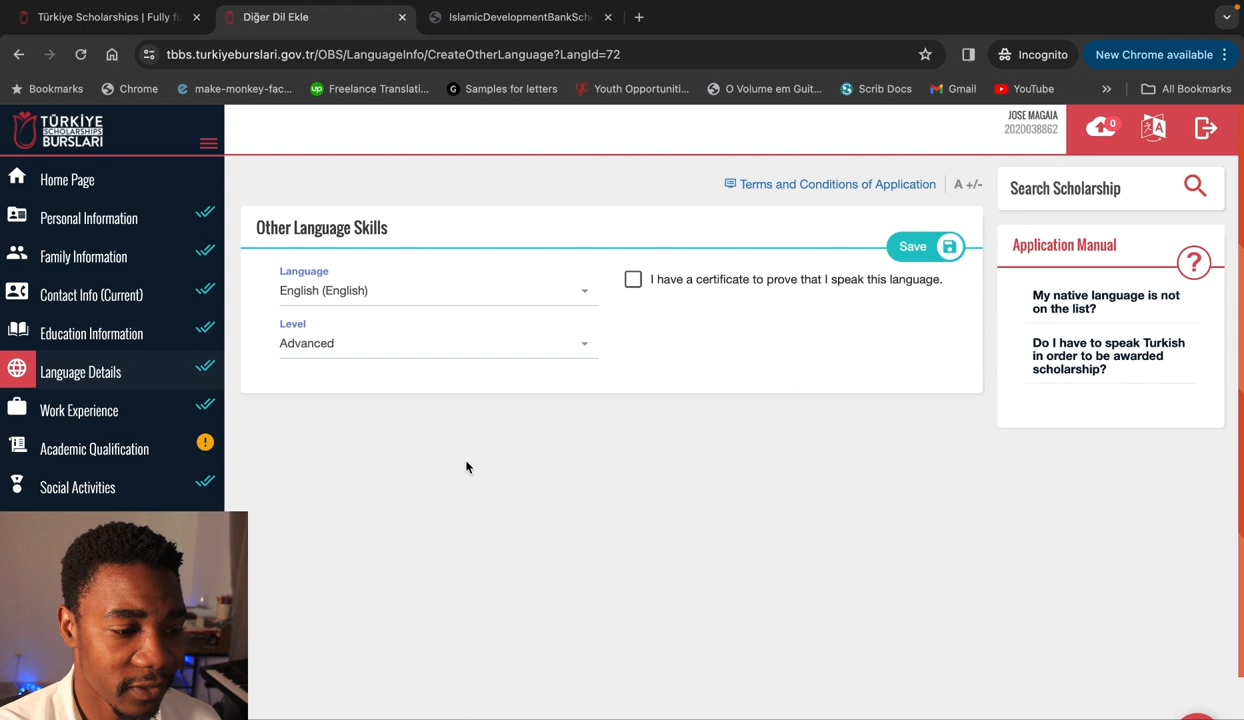 Türkiye Scholarships | Fully fu
Diğer Dil Ekle
IslamicDevelopmentBankSch
tbbs.turkiyeburslari.gov.tr/OBS/LanguageInfo/CreateOtherLanguage?LangId=72
Incognito
New Chrome available
Bookmarks
Chrome
make-monkey-fac...
up
Freelance Translati...
G
Samples for letters
Youth Opportuniti...
O Volume em Guit...
Scrib Docs
Gmail
YouTube
»
All Bookmarks
TÜRKİYE
SCHOLARSHIPS
BURSLARI
JOSE MAGAIA
2020038862
0
A
Home Page
Personal Information
Family Information
Contact Info (Current)
Education Information
Language Details
Work Experience
Academic Qualification
!
Social Activities
Terms and Conditions of Application
A +/-
Other Language Skills
Save
Language
English (English)
I have a certificate to prove that I speak this language.
Level
Advanced
Search Scholarship
Application Manual
?
My native language is not
on the list?
Do I have to speak Turkish
in order to be awarded
scholarship?